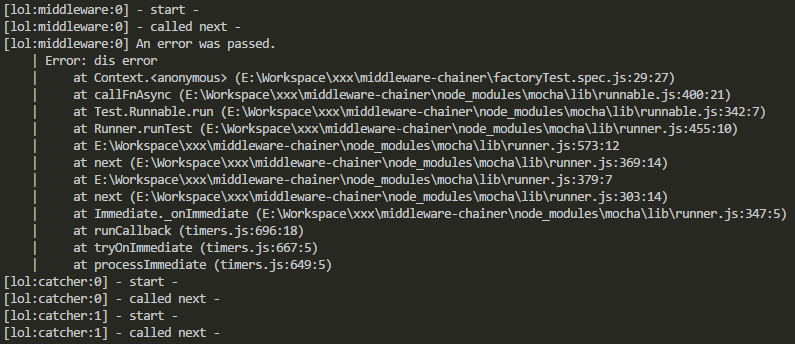 [lol:middleware:0] - start -
[lol:middleware:0] - called next -
[lol:middleware:0] An error was passed.
| Error: dis error
| at Context.<anonymous> (E:\Workspace\xxx\middleware-chainer\factoryTest.spec.js:29:27)
| at callFnAsync (E:\Workspace\xxx\middleware-chainer\node_modules\mocha\lib\runnable.js:400:21)
| at Test.Runnable.run (E:\Workspace\xxx\middleware-chainer\node_modules\mocha\lib\runnable.js:342:7)
| at Runner.runTest (E:\Workspace\xxx\middleware-chainer\node_modules\mocha\lib\runner.js:455:10)
| at E:\Workspace\xxx\middleware-chainer\node_modules\mocha\lib\runner.js:573:12
| at next (E:\Workspace\xxx\middleware-chainer\node_modules\mocha\lib\runner.js:369:14)
| at E:\Workspace\xxx\middleware-chainer\node_modules\mocha\lib\runner.js:379:7
| at next (E:\Workspace\xxx\middleware-chainer\node_modules\mocha\lib\runner.js:303:14)
| at Immediate._onImmediate (E:\Workspace\xxx\middleware-chainer\node_modules\mocha\lib\runner.js:347:5)
| at runCallback (timers.js:696:18)
| at tryOnImmediate (timers.js:667:5)
| at processImmediate (timers.js:649:5)
[lol:catcher:0] - start -
[lol:catcher:0] - called next -
[lol:catcher:1] - start -
[lol:catcher:1] - called next -